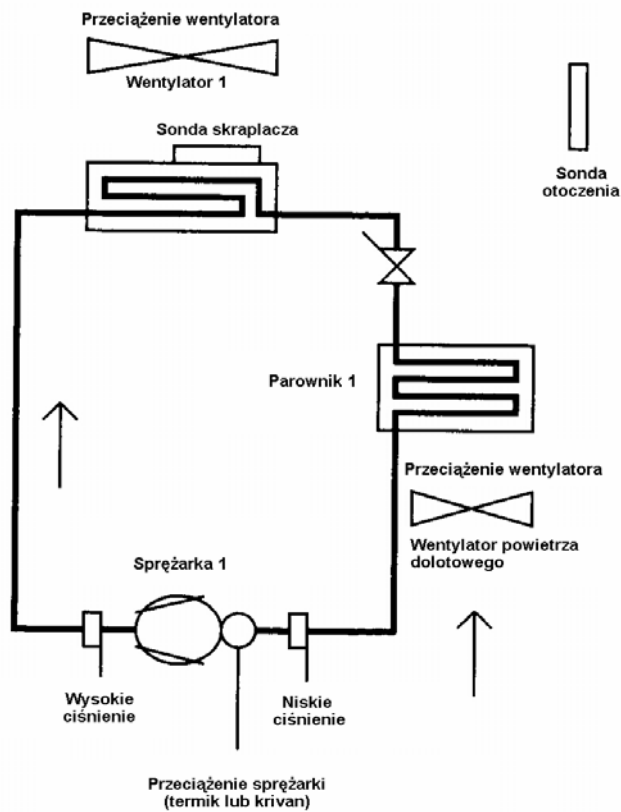 Przeciążenie wentylatora
Wentylator 1
Sonda skraplacza
Sonda
otoczenia
Parownik 1
Przeciążenie wentylatora
Wentylator powietrza
dolotowego
Sprężarka 1
Wysokie
ciśnienie
Niskie
ciśnienie
Przeciążenie sprężarki
(termik lub krivan)